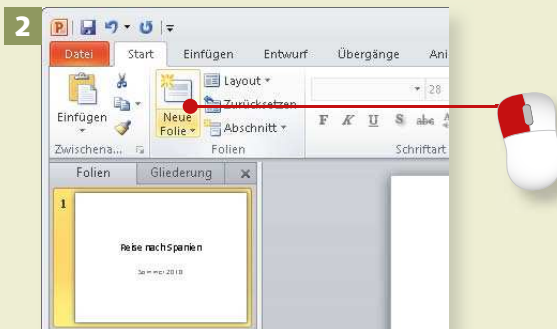 2
P
Datei Start Einfügen Entwurf Übergänge Ani
Einfügen
Neue Folie
Layout
Zurücksetzen
Abschnitt
28
F K U S abc
Zwischena... Folien Schriftart
Folien Gliederung x
1
Reise nach Spanien
Sommer 2010